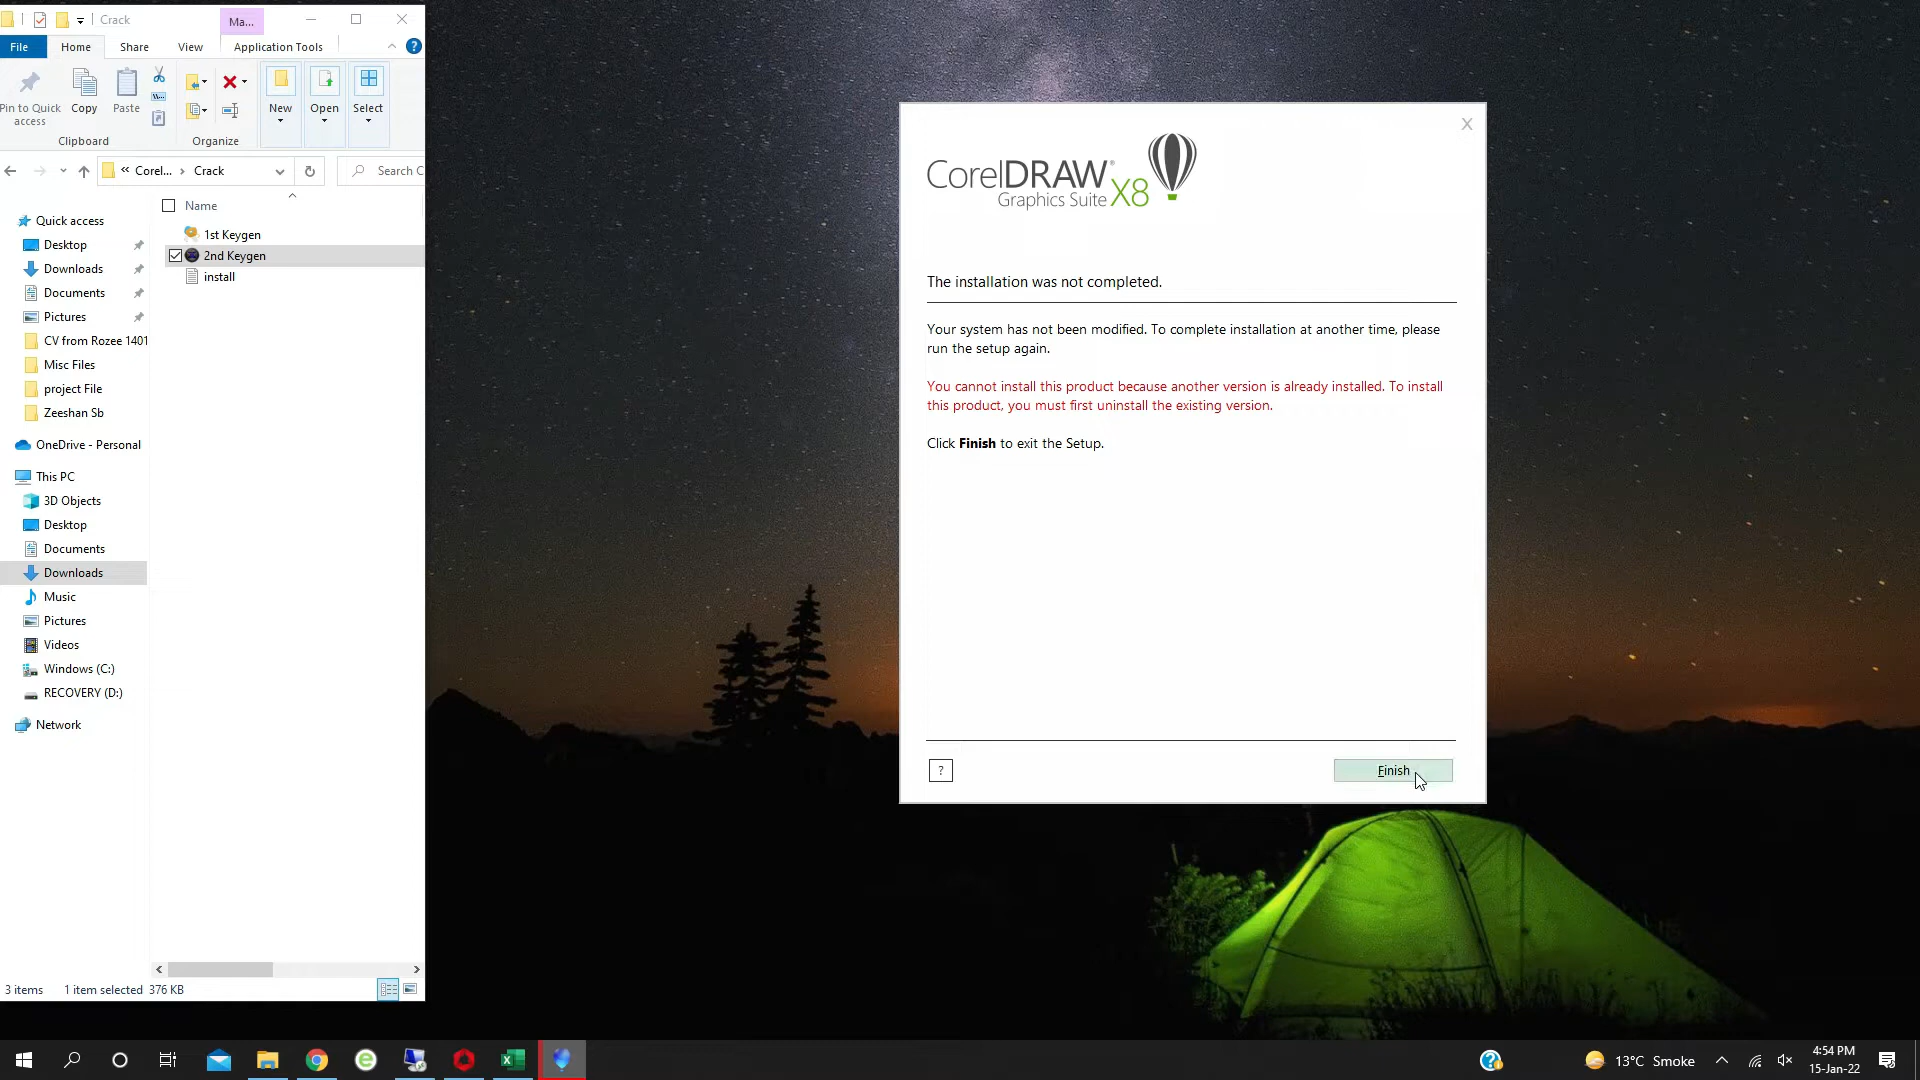 Crack
Ma...
File
Home
Share
View
Application Tools
Pin to Quick access
Copy
Paste
New
Open
Select
Clipboard
Organize
« Corel... > Crack
Search C
Name
1st Keygen
2nd Keygen
install
Quick access
Desktop
Downloads
Documents
Pictures
CV from Rozee 1401
Misc Files
project File
Zeeshan Sb
OneDrive - Personal
This PC
3D Objects
Desktop
Documents
Downloads
Music
Pictures
Videos
Windows (C:)
RECOVERY (D:)
Network
3 items
1 item selected 376 KB
X
CorelDRAW®
Graphics Suite X8
The installation was not completed.
Your system has not been modified. To complete installation at another time, please
run the setup again.
You cannot install this product because another version is already installed. To install
this product, you must first uninstall the existing version.
Click Finish to exit the Setup.
?
Finish
13°C Smoke
4:54 PM
15-Jan-22